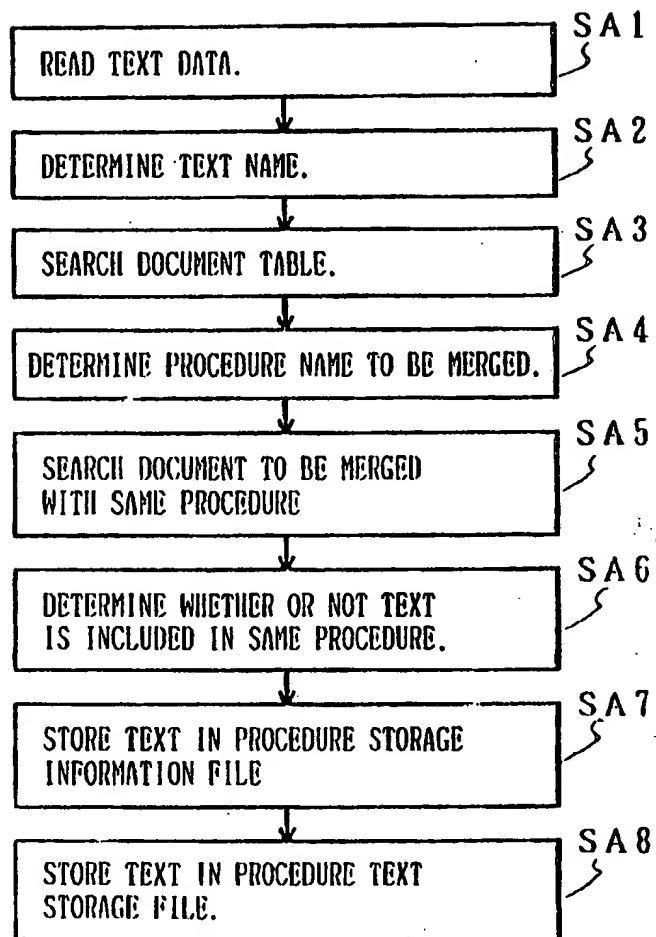 SA1
READ TEXT DATA.
SA2
DETERMINE TEXT NAME.
SA3
SEARCH DOCUMENT TABLE.
SA4
DETERMINE PROCEDURE NAME TO BE MERGED.
SA5
SEARCH DOCUMENT TO BE MERGED
WITH SAME PROCEDURE
SA6
DETERMINE WHETHER OR NOT TEXT
IS INCLUDED IN SAME PROCEDURE.
SA7
STORE TEXT IN PROCEDURE STORAGE
INFORMATION FILE
SA8
STORE TEXT IN PROCEDURE TEXT
STORAGE FILE.